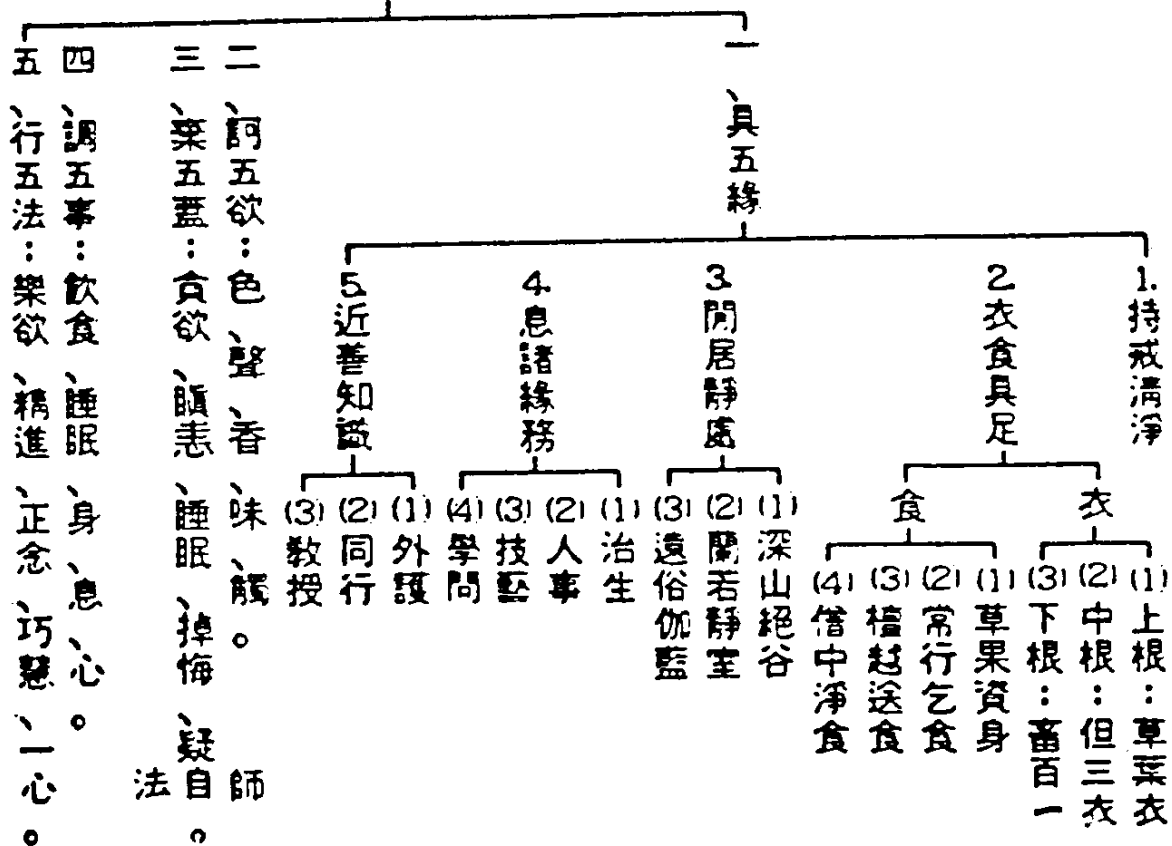 一、具五緣
1.持戒清淨
2.衣食具足
衣
(1)上根：草葉衣
(2)中根：但三衣
(3)下根：畜百一
食
(1)草果資身
(2)常行乞食
(3)檀越送食
(4)僧中淨食
3.閒居靜處
(1)深山絕谷
(2)蘭若靜室
(3)遠俗伽藍
4.息諸緣務
(1)治生
(2)人事
(3)技藝
(4)學問
5.近善知識
(1)外護
(2)同行
(3)教授
二、訶五欲：色、聲、香、味、觸。
三、棄五蓋：貪欲、瞋恚、睡眠、掉悔、疑
師
自。
法
四、調五事：飲食、睡眠、身、息、心。
五、行五法：樂欲、精進、正念、巧慧、一心。